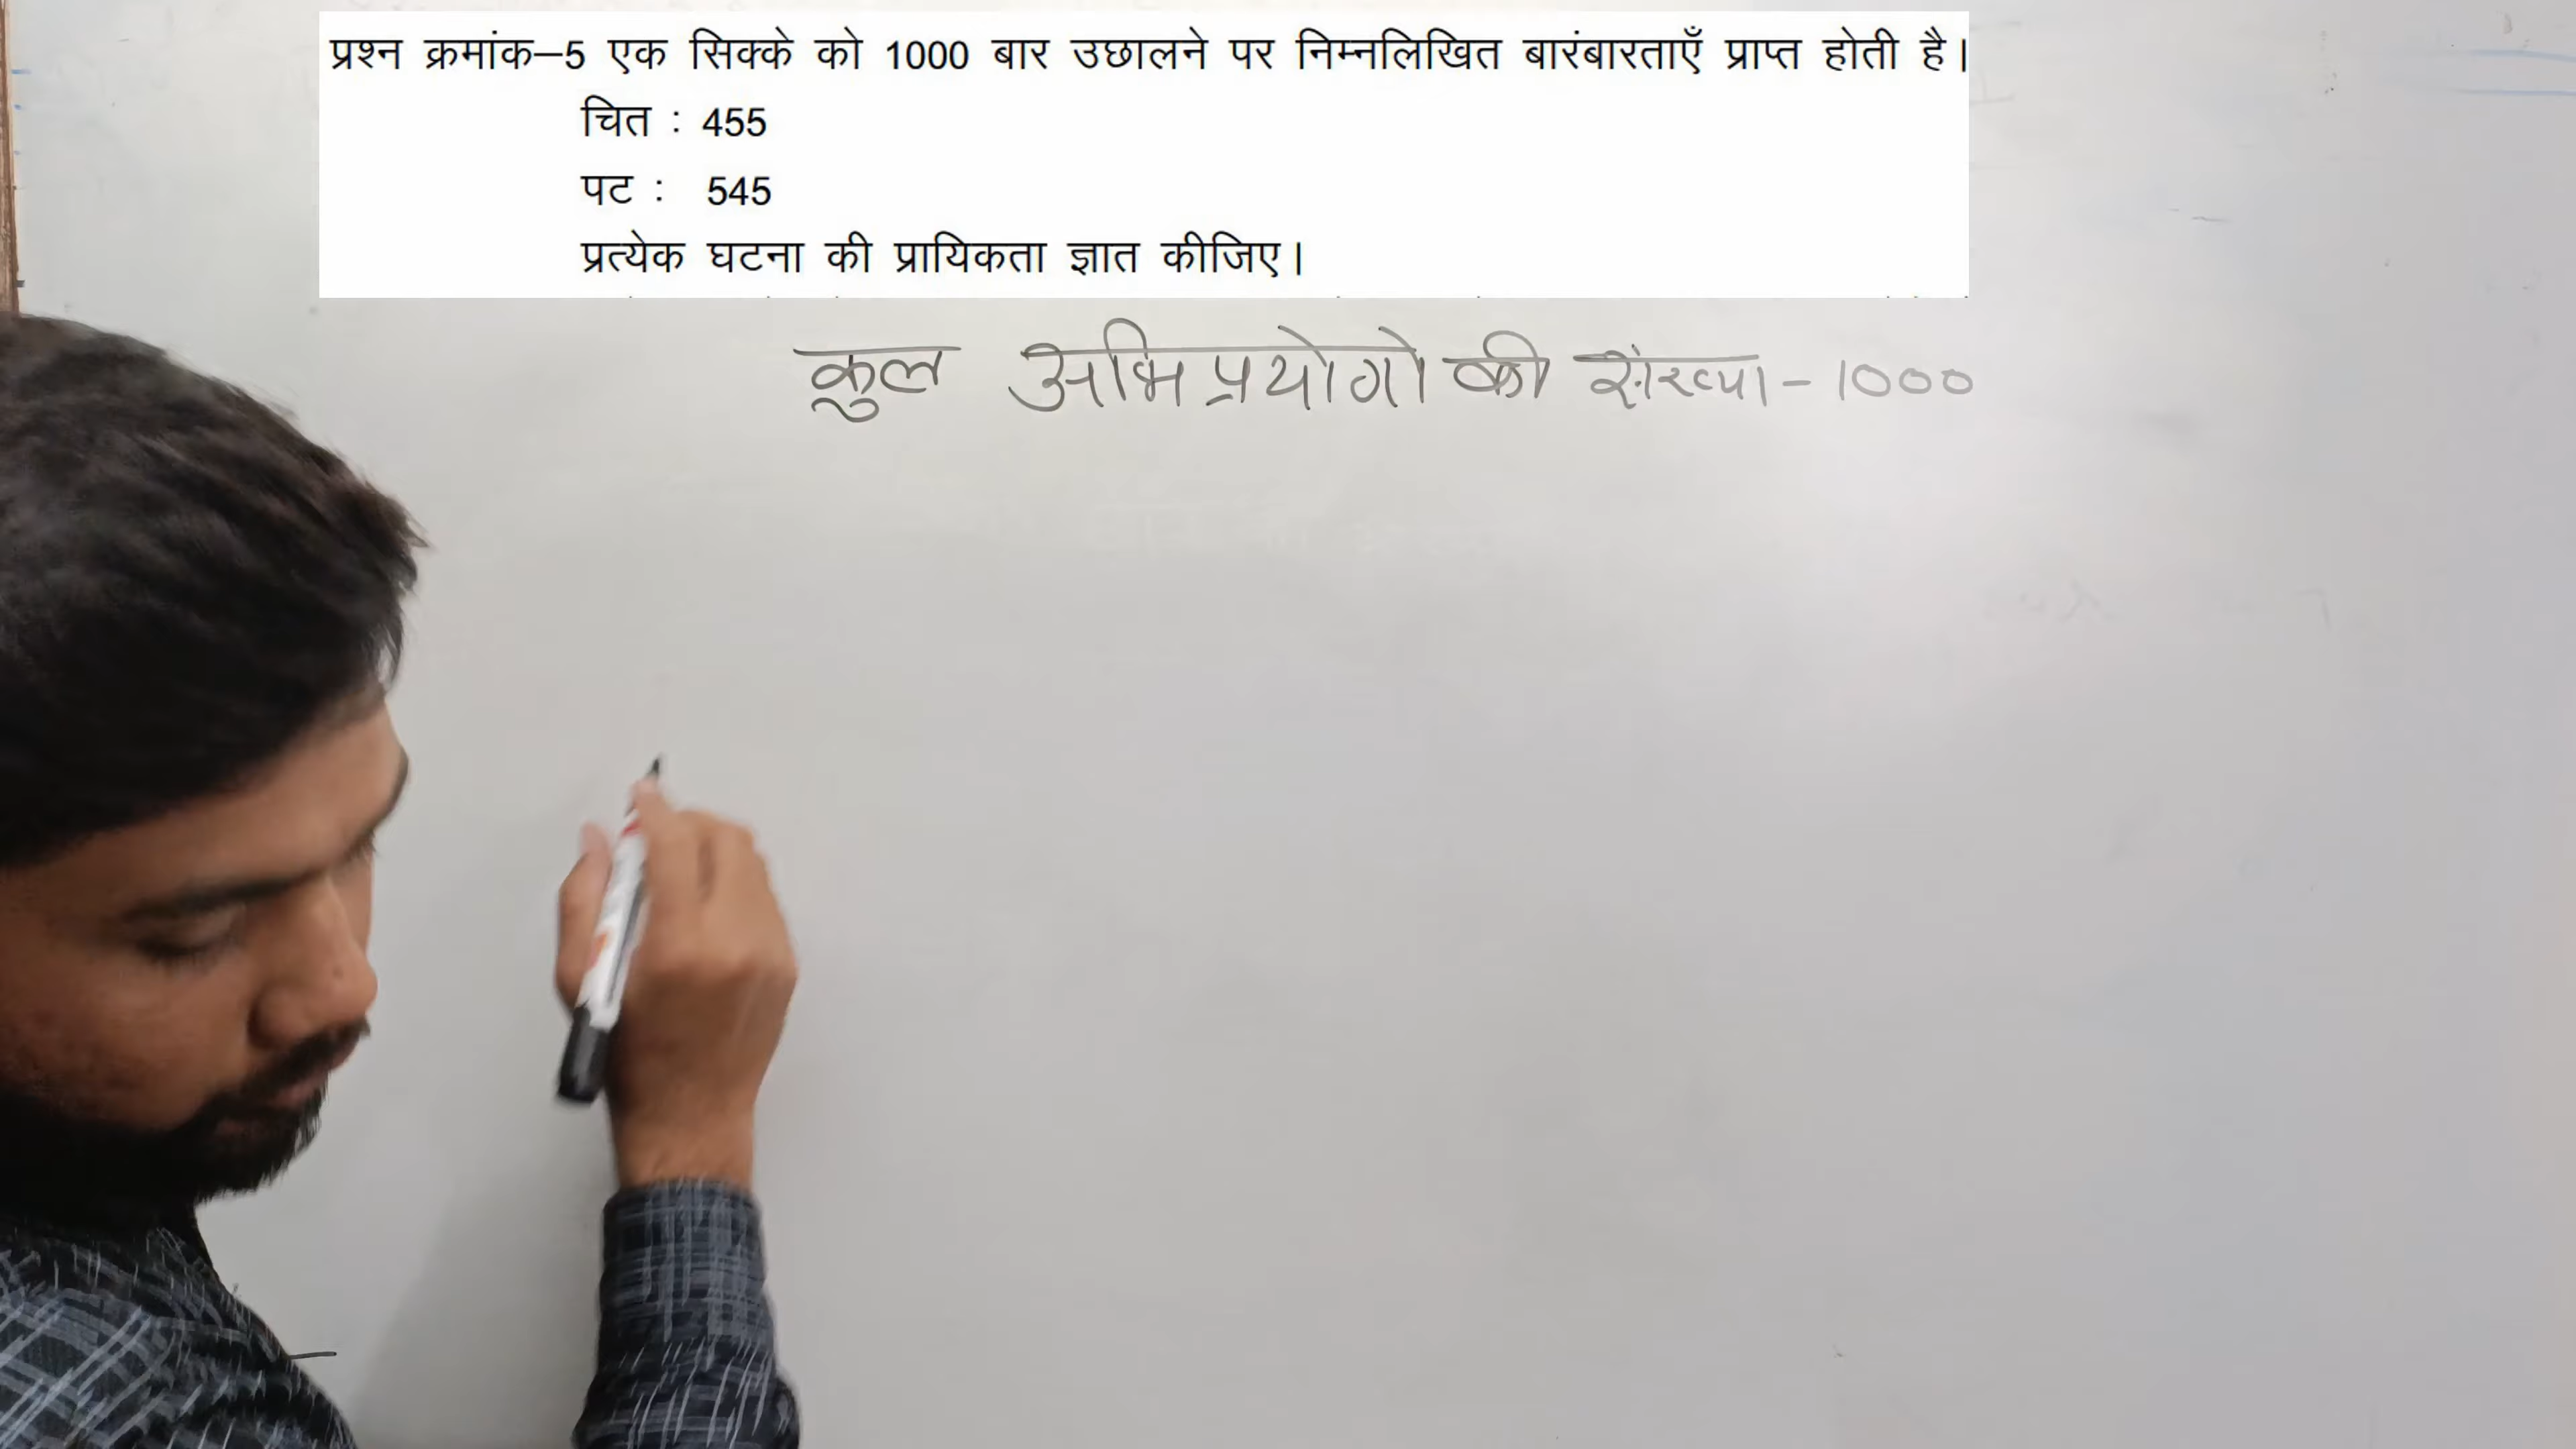 प्रश्न क्रमांक–5 एक सिक्के को 1000 बार उछालने पर निम्नलिखित बारंबारताएँ प्राप्त होती है।
चित : 455
पट : 545
प्रत्येक घटना की प्रायिकता ज्ञात कीजिए।
कुल अभिप्रयोगो की संख्या - 1000